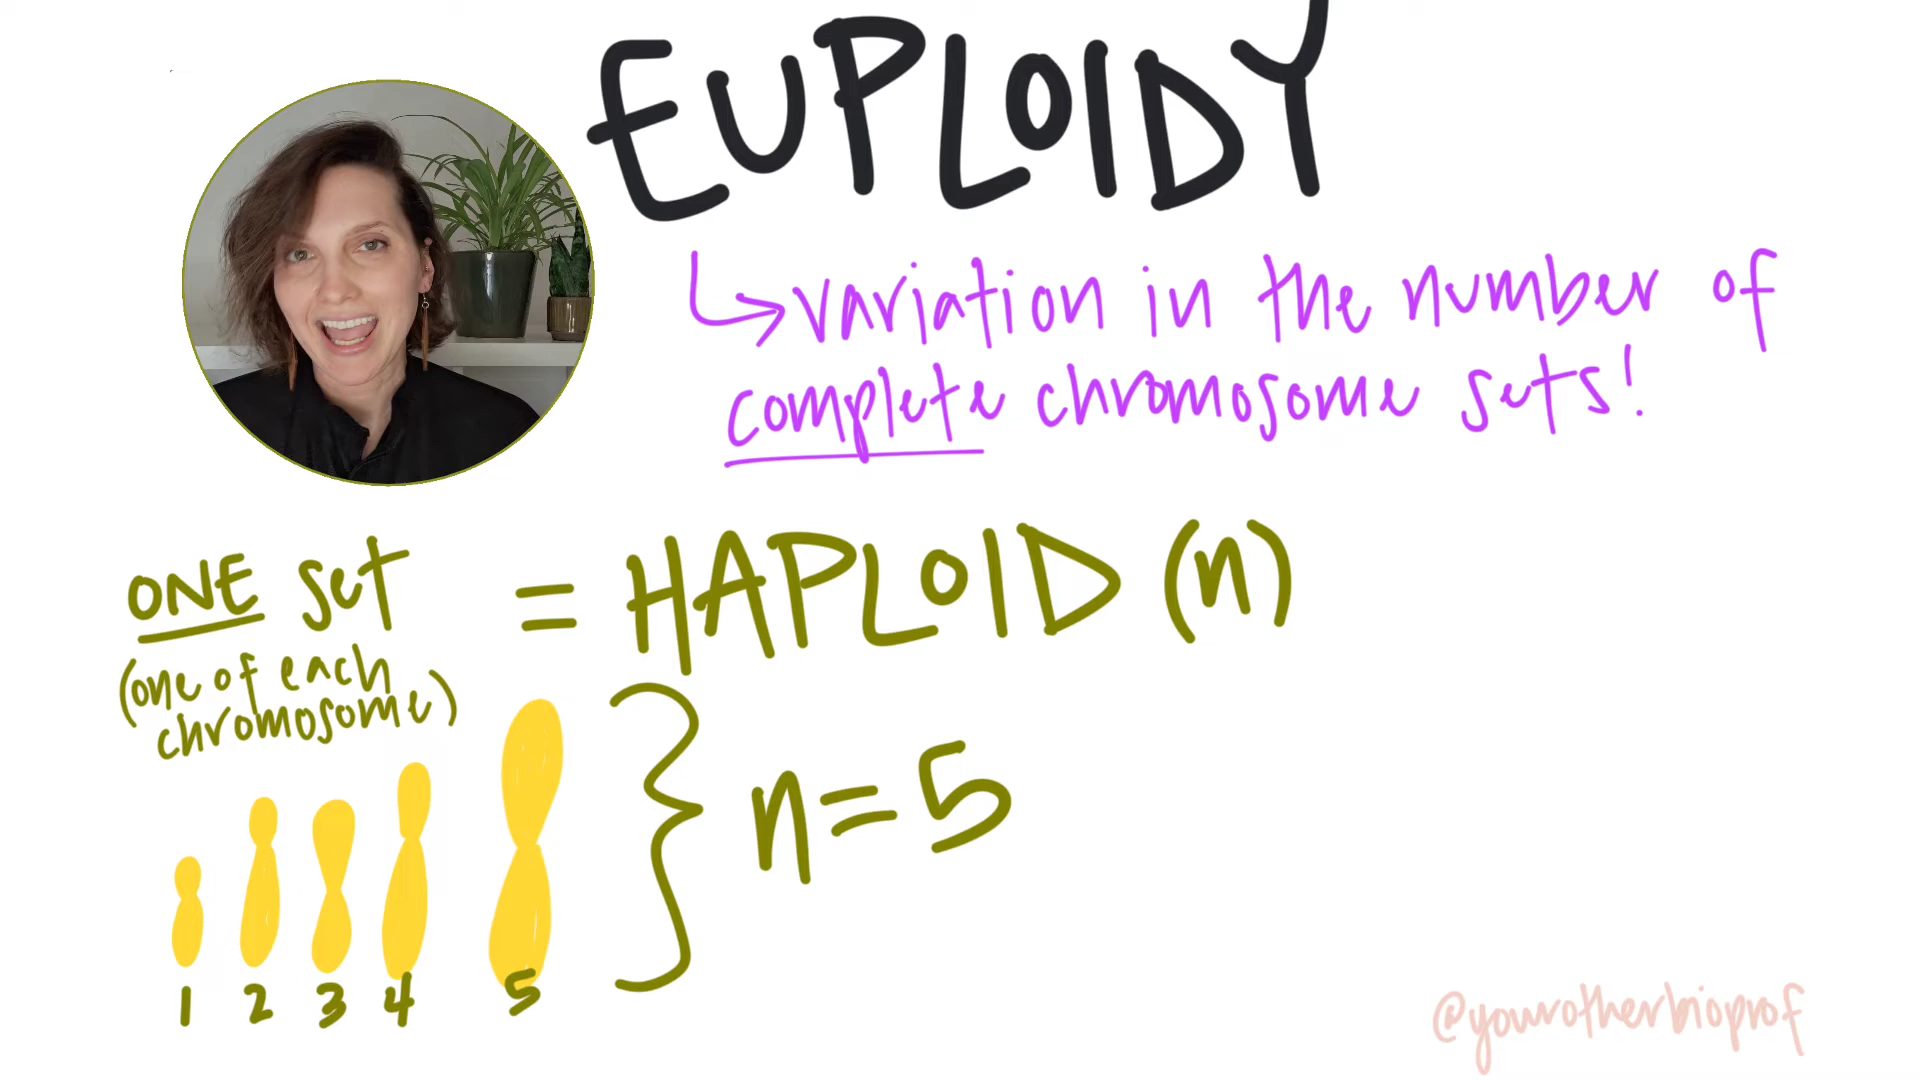 EUPLOIDY
↳variation in the number of
complete chromosome sets!
ONE set = HAPLOID (n)
(one of each
chromosome)
n=5
1 2 3 4 5
@yourotherbioprof